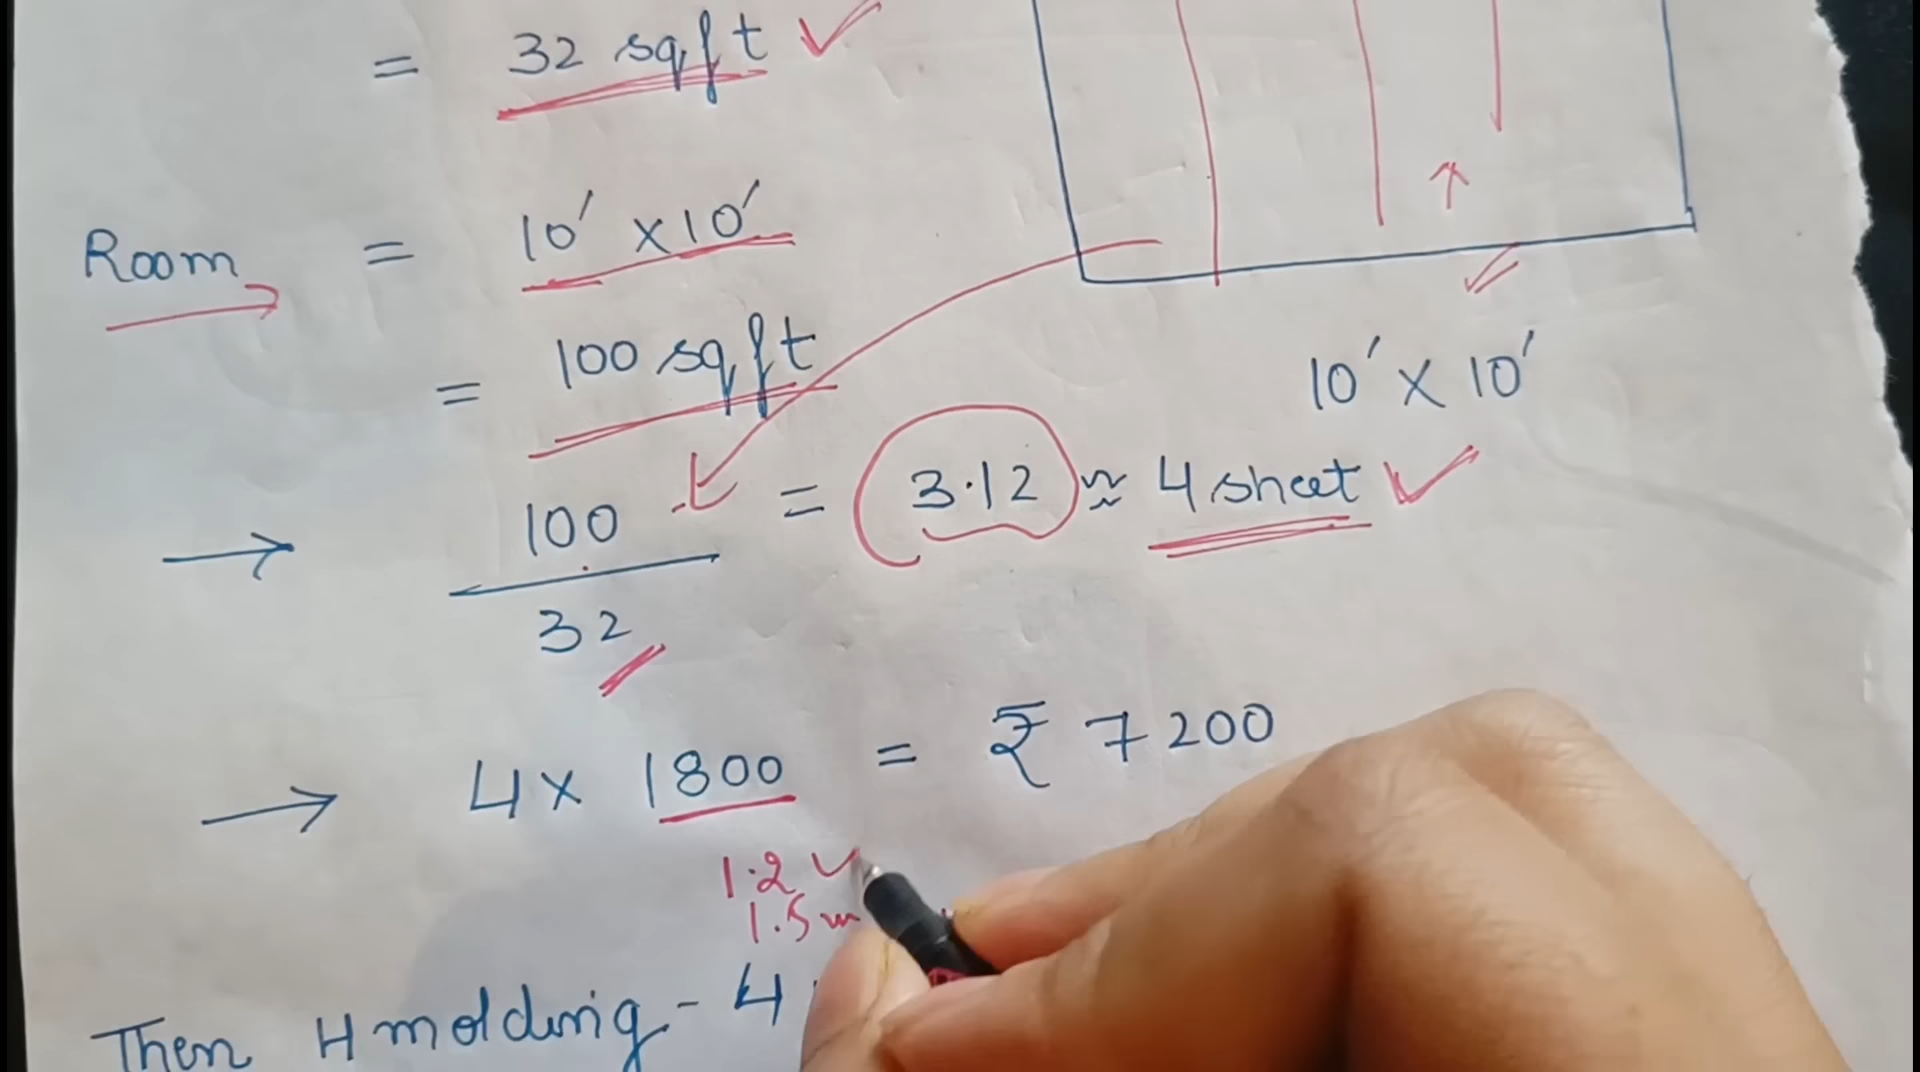 = 32 sqft ✓
Room = 10' x 10'
= 100 sqft
10' x 10'
→ 100 / 32 = 3.12 ≈ 4 sheet ✓
→ 4 x 1800 = ₹ 7200
1.2 ✓
1.5 m
Then H molding - 4